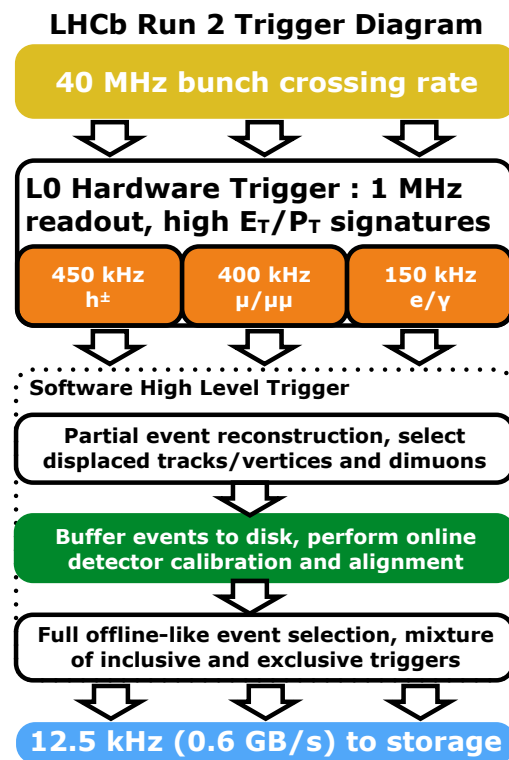 LHCb Run 2 Trigger Diagram
40 MHz bunch crossing rate
L0 Hardware Trigger : 1 MHz
readout, high E_T/P_T signatures
450 kHz
h±
400 kHz
μ/μμ
150 kHz
e/γ
Software High Level Trigger
Partial event reconstruction, select
displaced tracks/vertices and dimuons
Buffer events to disk, perform online
detector calibration and alignment
Full offline-like event selection, mixture
of inclusive and exclusive triggers
12.5 kHz (0.6 GB/s) to storage